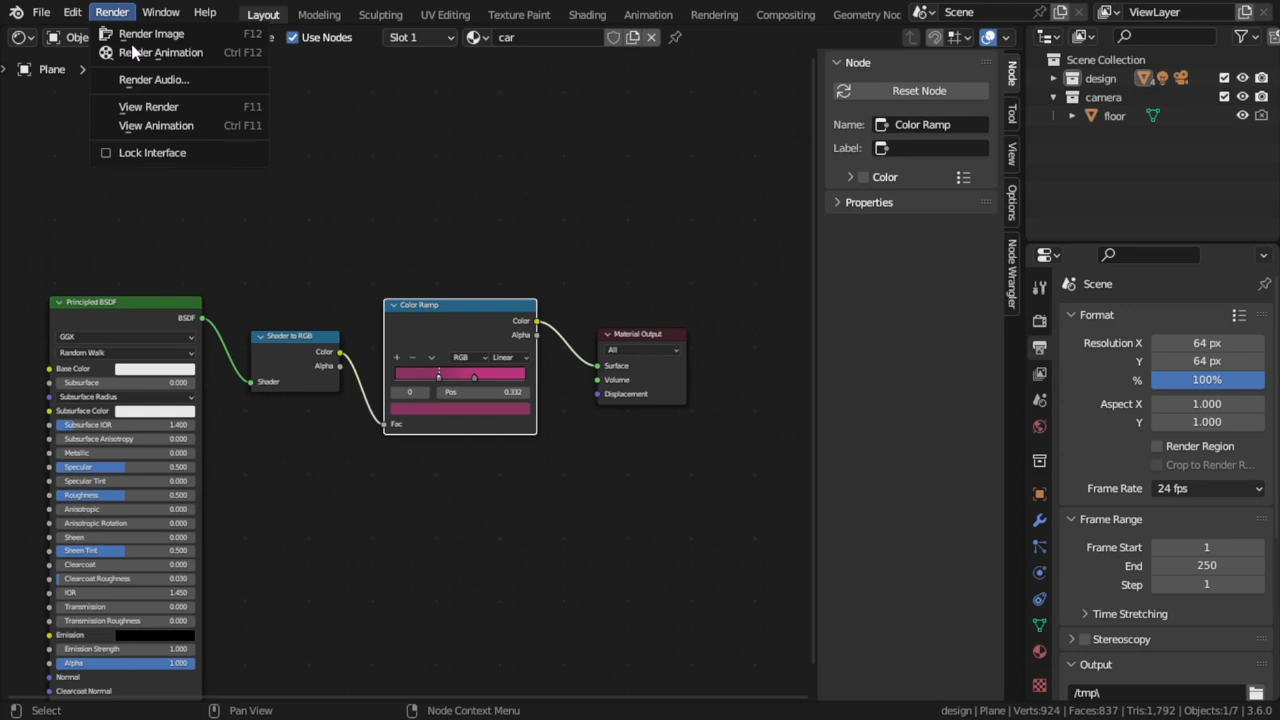 File Edit Render Window Help Layout Modeling Sculpting UV Editing Texture Paint Shading Animation Rendering Compositing Geometry Noc Scene ViewLayer
Use Nodes Slot 1 car
Plane
Render Image F12
Render Animation Ctrl F12
Render Audio...
View Render F11
View Animation Ctrl F11
Lock Interface
Principled BSDF
BSDF
GGX
Random Walk
Base Color
Subsurface 0.000
Subsurface Radius
Subsurface Color
Subsurface IOR 1.400
Subsurface Anisotropy 0.000
Metallic 0.000
Specular 0.500
Specular Tint 0.000
Roughness 0.500
Anisotropic 0.000
Anisotropic Rotation 0.000
Sheen 0.000
Sheen Tint 0.500
Clearcoat 0.000
Clearcoat Roughness 0.030
IOR 1.450
Transmission 0.000
Transmission Roughness 0.000
Emission
Emission Strength 1.000
Alpha 1.000
Normal
Clearcoat Normal
Shader to RGB
Color
Alpha
Shader
Color Ramp
Color
Alpha
RGB Linear
0 Pos 0.332
Fac
Material Output
All
Surface
Volume
Displacement
Node
Reset Node
Name: Color Ramp
Label:
Color
Properties
Node
Tool
View
Options
Node Wrangler
Scene Collection
design 4
camera
floor
Scene
Format
Resolution X 64 px
Y 64 px
% 100%
Aspect X 1.000
Y 1.000
Render Region
Crop to Render R...
Frame Rate 24 fps
Frame Range
Frame Start 1
End 250
Step 1
Time Stretching
Stereoscopy
Output
/tmp\
Select Pan View Node Context Menu design | Plane | Verts:924 | Faces:837 | Tris:1,792 | Objects:1/7 | 3.6.0